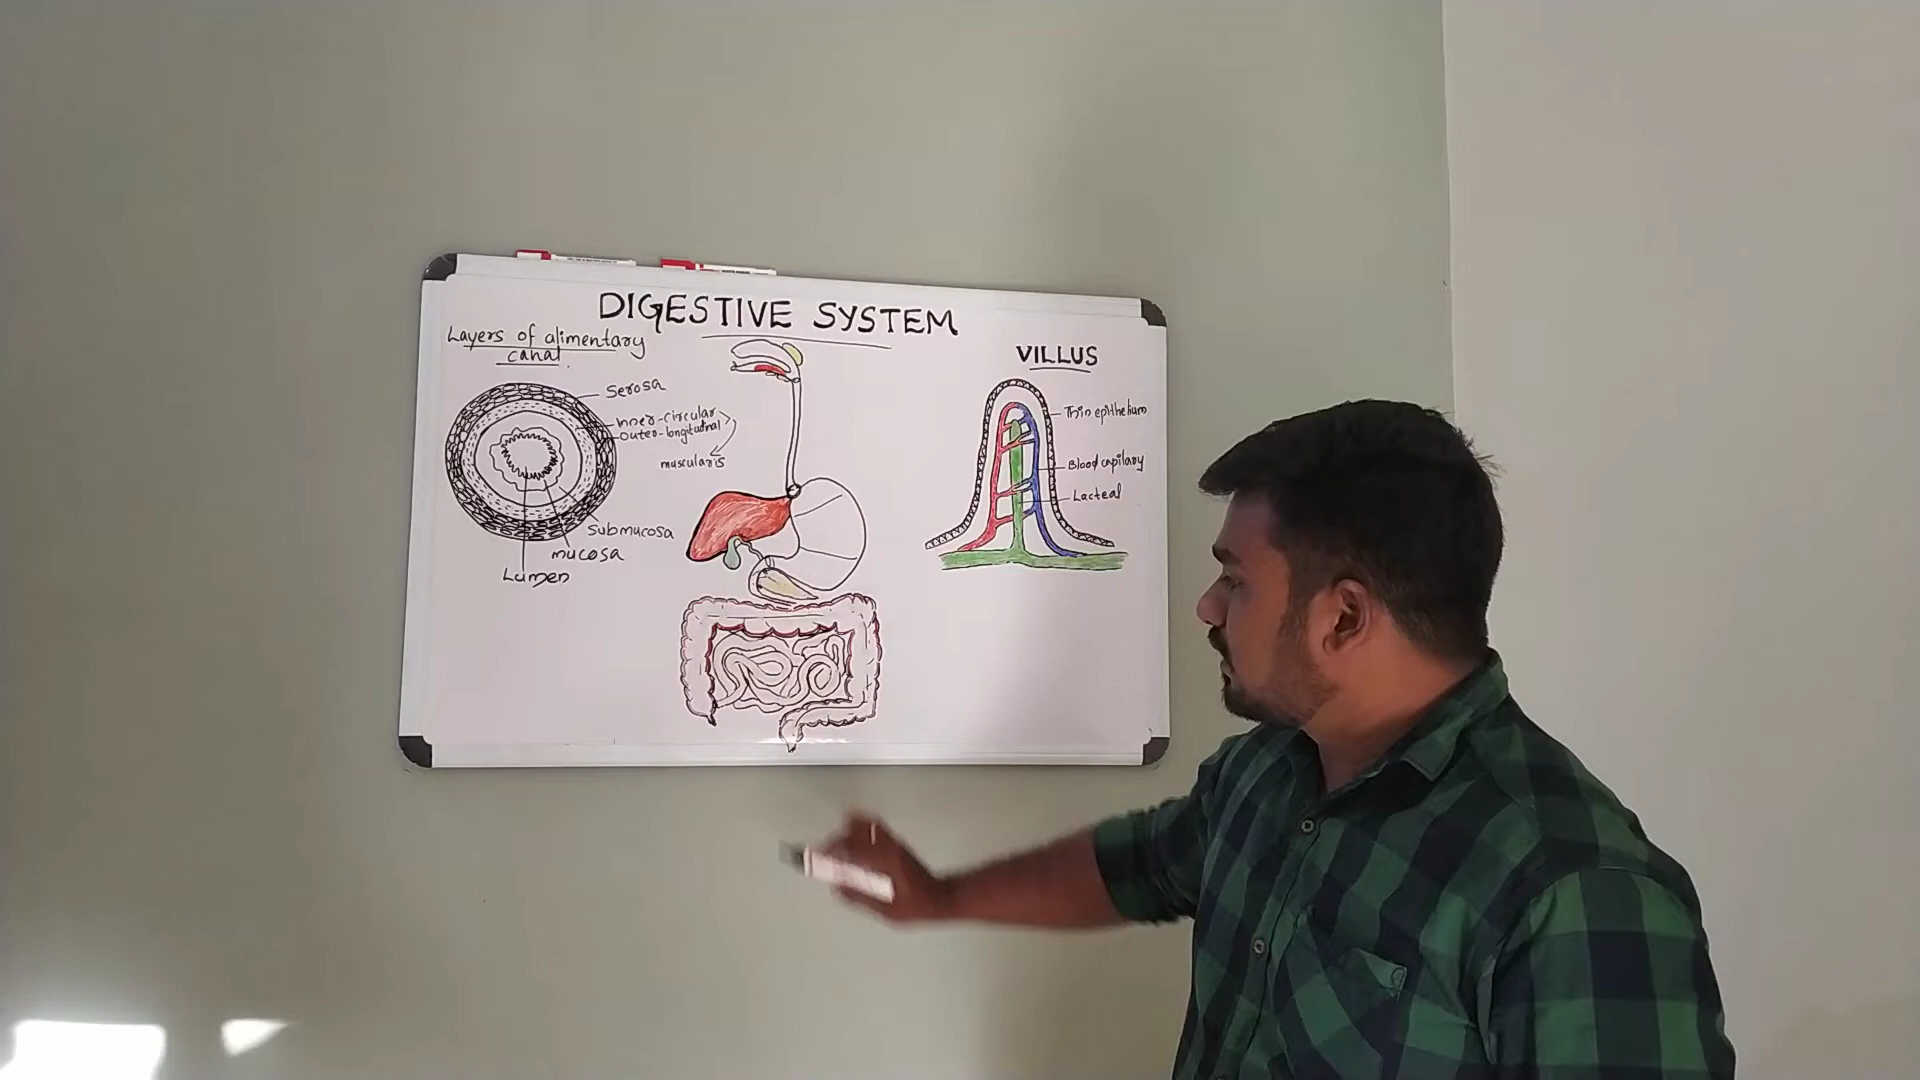 DIGESTIVE SYSTEM
Layers of alimentary
canal
Serosa
Inner-circular
Outer-longitudinal
muscularis
Submucosa
mucosa
Lumen
VILLUS
Thin epithelium
Blood capilary
Lacteal